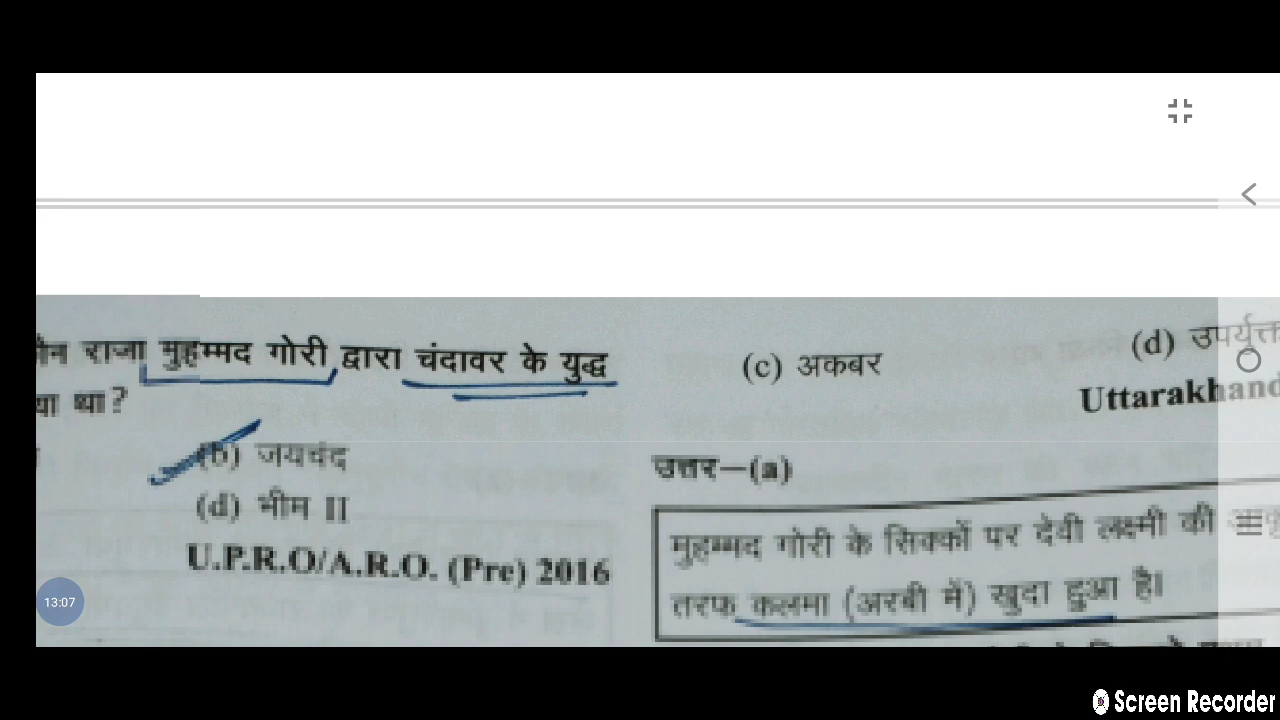 राजा मुहम्मद गोरी द्वारा चंदावर के युद्ध
था?
(b) जयचंद
(d) भीम II
U.P.R.O/A.R.O. (Pre) 2016
(c) अकबर
(d) उपर्युक्त
Uttarakhand
उत्तर—(a)
मुहम्मद गोरी के सिक्कों पर देवी लक्ष्मी की
तरफ कलमा (अरबी में) खुदा हुआ है।
13:07
Screen Recorder